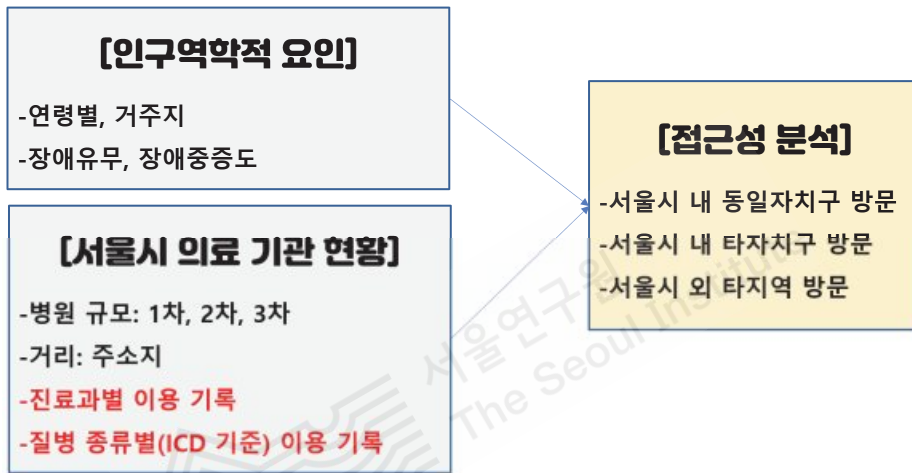 [인구역학적 요인]
-연령별, 거주지
-장애유무, 장애중증도
[서울시 의료 기관 현황]
-병원 규모: 1차, 2차, 3차
-거리: 주소지
-진료과별 이용 기록
-질병 종류별(ICD 기준) 이용 기록
[접근성 분석]
-서울시 내 동일자치구 방문
-서울시 내 타자치구 방문
-서울시 외 타지역 방문
서울연구원
The Seoul Institute